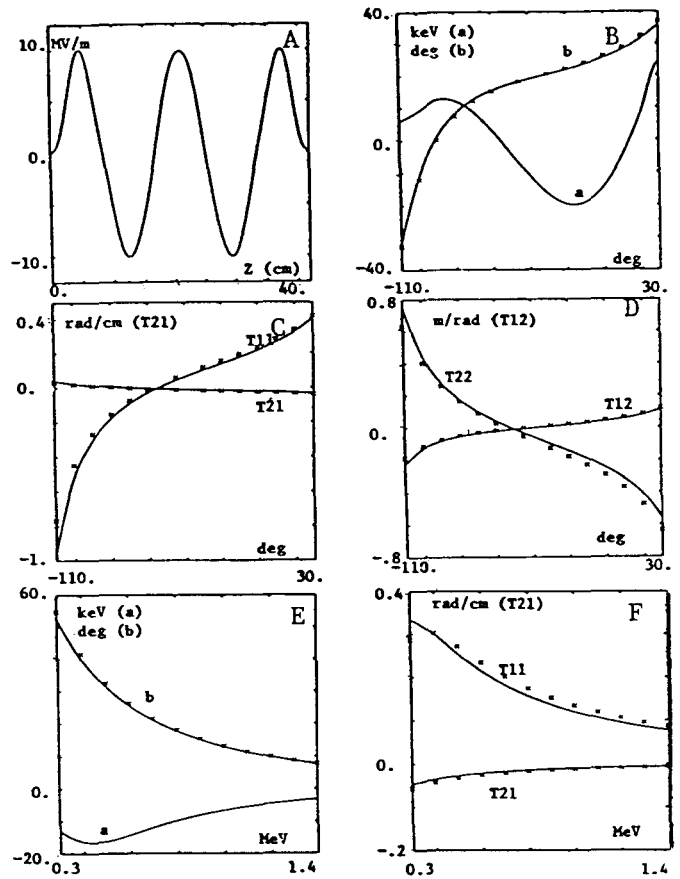 10.
MV/m
A
0.
-10.
Z (cm)
0.
40.
40.
keV (a)
deg (b)
B
b
0.
a
-40.
deg
-110.
30.
0.4
rad/cm (T21)
C
T11
0.
T21
-1.
deg
-110.
30.
0.8
m/rad (T12)
D
T22
T12
0.
-.8
deg
-110.
30.
60.
keV (a)
deg (b)
E
b
0.
a
-20.
MeV
0.3
1.4
0.4
rad/cm (T21)
F
T11
0.
T21
-.2
MeV
0.3
1.4